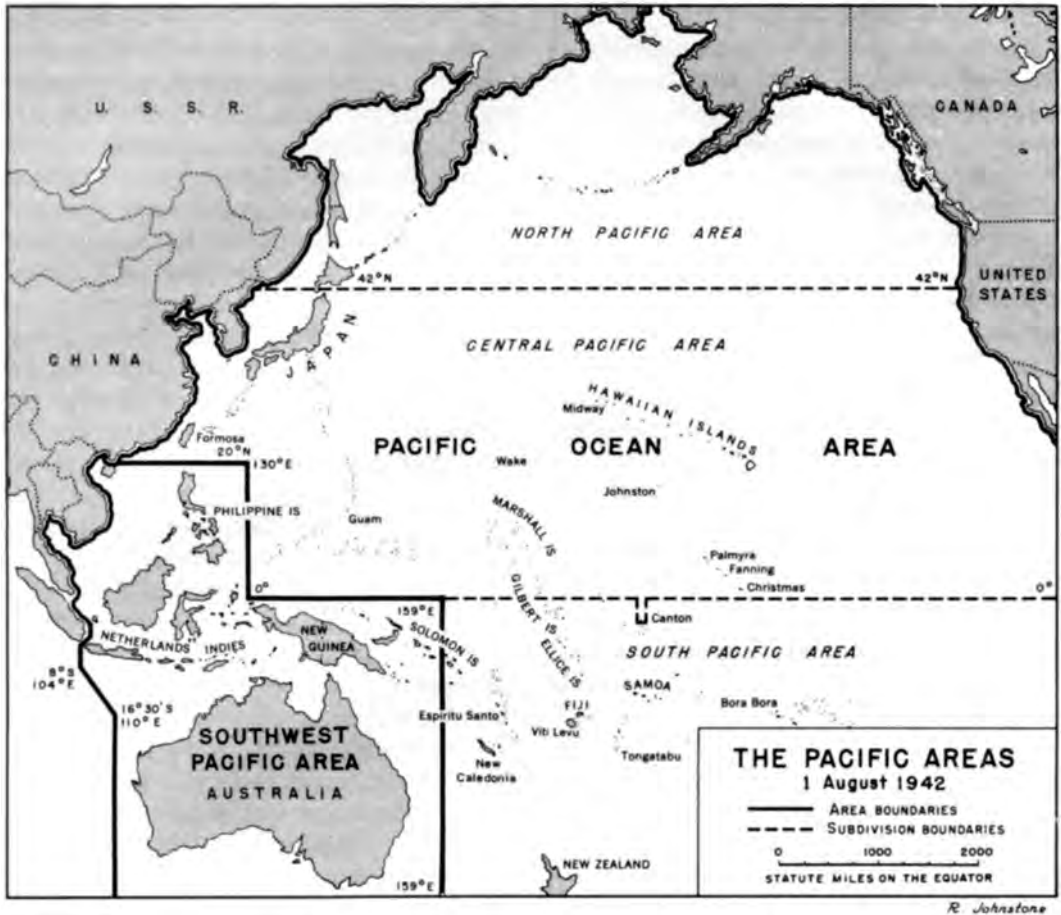 U. S. S. R.
CANADA
NORTH PACIFIC AREA
42°N
42°N
UNITED
STATES
JAPAN
CENTRAL PACIFIC AREA
CHINA
HAWAIIAN ISLANDS
Midway
Formosa
20°N
130°E
PACIFIC OCEAN AREA
Wake
Johnston
PHILIPPINE IS
Guam
MARSHALL IS
Palmyra
Fanning
Christmas
0°
0°
159°E
GILBERT IS
Canton
NETHERLANDS INDIES
NEW
GUINEA
SOLOMON IS
ELLICE IS
SOUTH PACIFIC AREA
8°S
104°E
SAMOA
16°30'S
110°E
Espiritu Santo
FIJI
Bora Bora
Viti Levu
SOUTHWEST
PACIFIC AREA
AUSTRALIA
New
Caledonia
Tongatabu
NEW ZEALAND
159°E
THE PACIFIC AREAS
1 August 1942
AREA BOUNDARIES
SUBDIVISION BOUNDARIES
0 1000 2000
STATUTE MILES ON THE EQUATOR
R. Johnstone